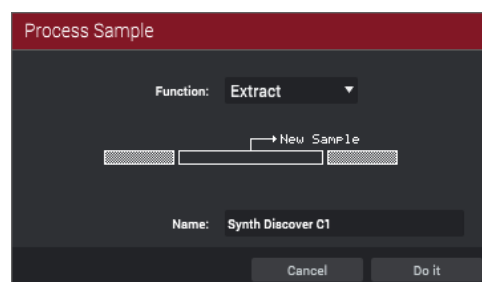 Process Sample
Function: Extract
New Sample
Name: Synth Discover C1
Cancel Do it